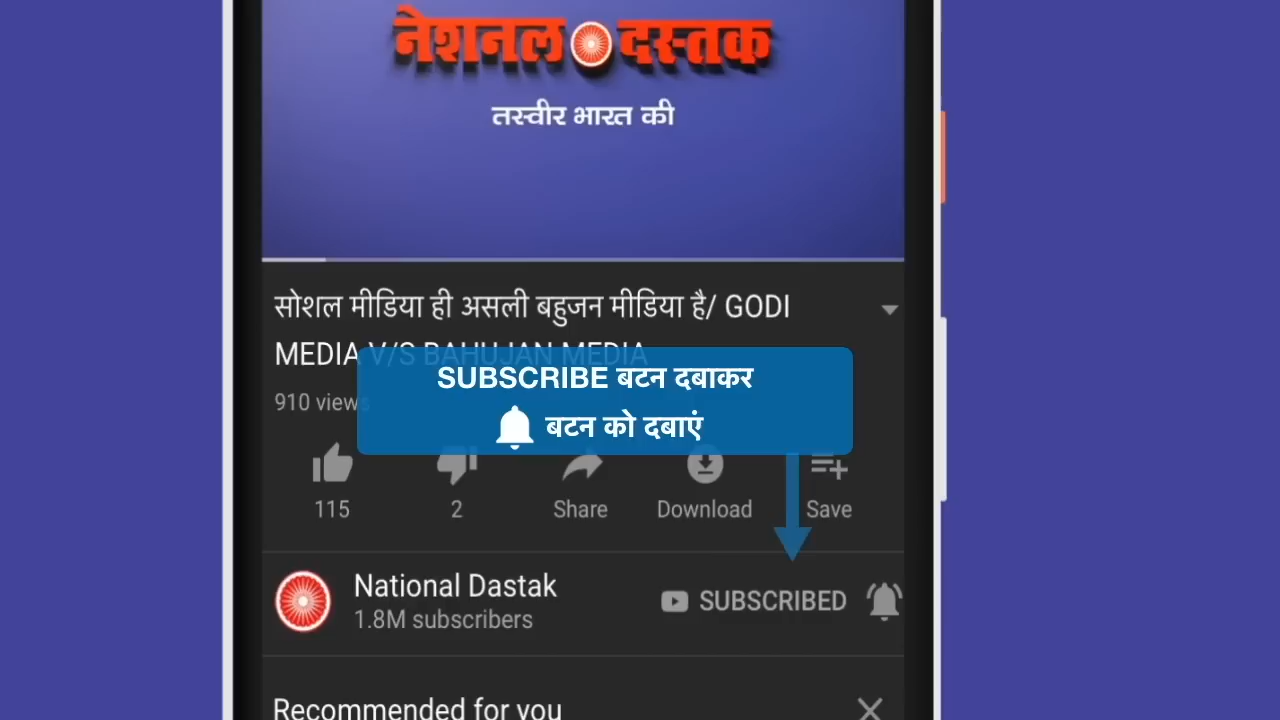 नेशनल दस्तक
तस्वीर भारत की
सोशल मीडिया ही असली बहुजन मीडिया है/ GODI
MEDIA V/S BAHUJAN MEDIA
910 views
SUBSCRIBE बटन दबाकर
बटन को दबाएं
115
2
Share
Download
Save
National Dastak
1.8M subscribers
SUBSCRIBED
Recommended for you